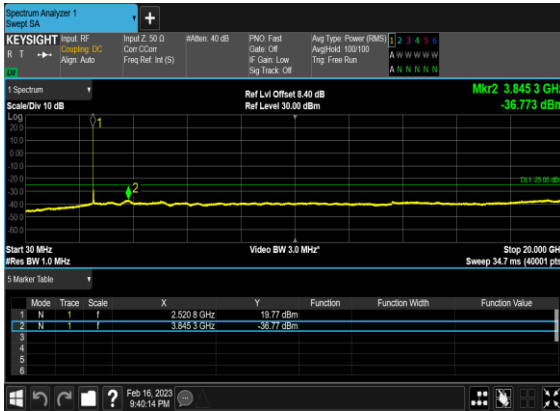 Spectrum Analyzer 1
Swept SA
+
KEYSIGHT
R T
Input: RF
Coupling: DC
Align: Auto
Input Z: 50 Ω
Corr CCorr
Freq Ref: Int (S)
#Atten: 40 dB
PNO: Fast
Gate: Off
IF Gain: Low
Sig Track: Off
Avg Type: Power (RMS)
Avg|Hold: 100/100
Trig: Free Run
1 2 3 4 5 6
A W W W W W
A N N N N N
1 Spectrum
Scale/Div 10 dB
Ref Lvl Offset 8.40 dB
Ref Level 30.00 dBm
Mkr2 3.845 3 GHz
-36.773 dBm
Log
20.0
10.0
0.00
-10.0
-20.0
-30.0
-40.0
-50.0
-60.0
1
2
DL1 -25.00 dBm
Start 30 MHz
#Res BW 1.0 MHz
Video BW 3.0 MHz*
Stop 20.000 GHz
Sweep 34.7 ms (40001 pts)
5 Marker Table
Mode Trace Scale X Y Function Function Width Function Value
1 N 1 f 2.520 8 GHz 19.77 dBm
2 N 1 f 3.845 3 GHz -36.77 dBm
3
4
5
6
?
Feb 16, 2023
9:40:14 PM